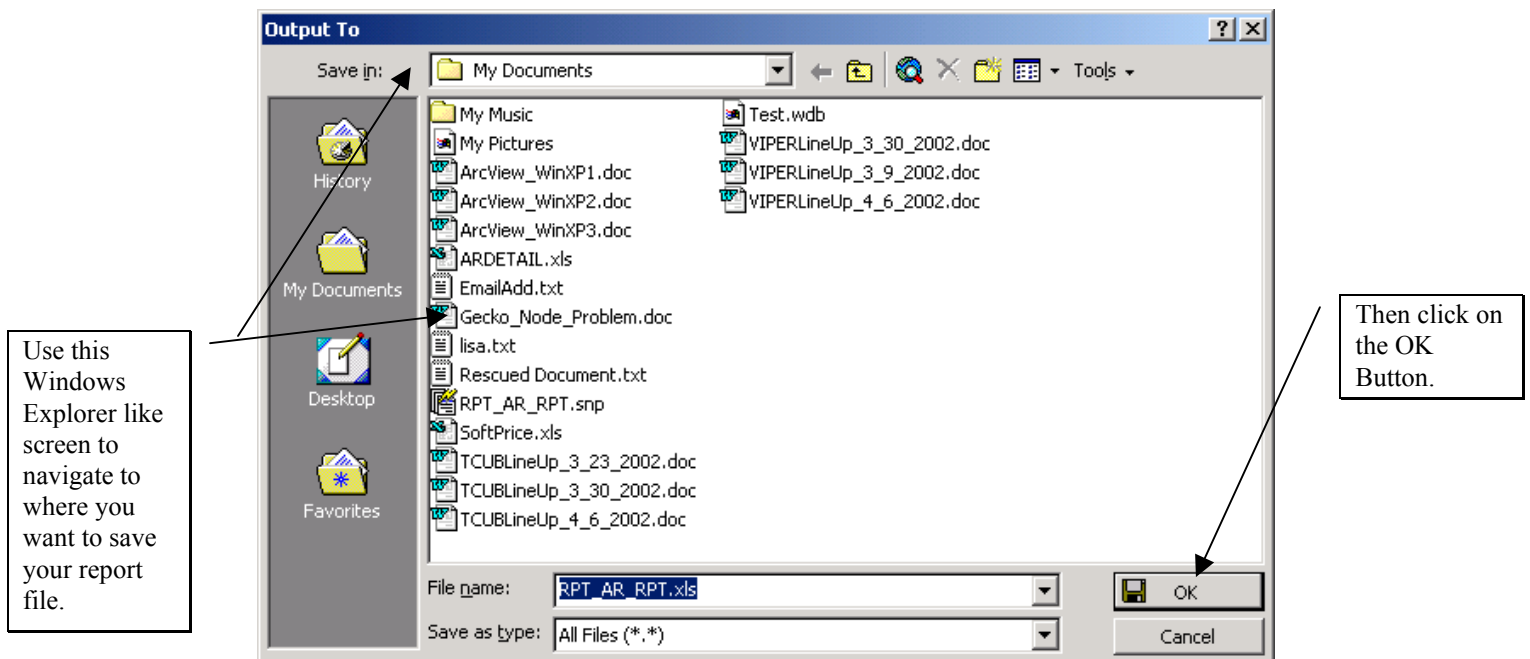 Output To
Save in:
My Documents
Tools
History
My Documents
Desktop
Favorites
My Music
My Pictures
ArcView_WinXP1.doc
ArcView_WinXP2.doc
ArcView_WinXP3.doc
ARDETAIL.xls
EmailAdd.txt
Gecko_Node_Problem.doc
lisa.txt
Rescued Document.txt
RPT_AR_RPT.snp
SoftPrice.xls
TCUBLineUp_3_23_2002.doc
TCUBLineUp_3_30_2002.doc
TCUBLineUp_4_6_2002.doc
Test.wdb
VIPERLineUp_3_30_2002.doc
VIPERLineUp_3_9_2002.doc
VIPERLineUp_4_6_2002.doc
File name:
RPT_AR_RPT.xls
OK
Save as type:
All Files (*.*)
Cancel
Use this
Windows
Explorer like
screen to
navigate to
where you
want to save
your report
file.
Then click on
the OK
Button.